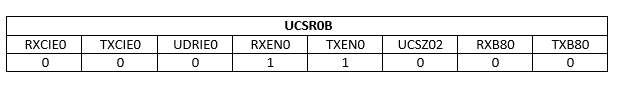 UCSR0B
RXCIE0 TXCIE0 UDRIE0 RXEN0 TXEN0 UCSZ02 RXB80 TXB80
0 0 0 1 1 0 0 0